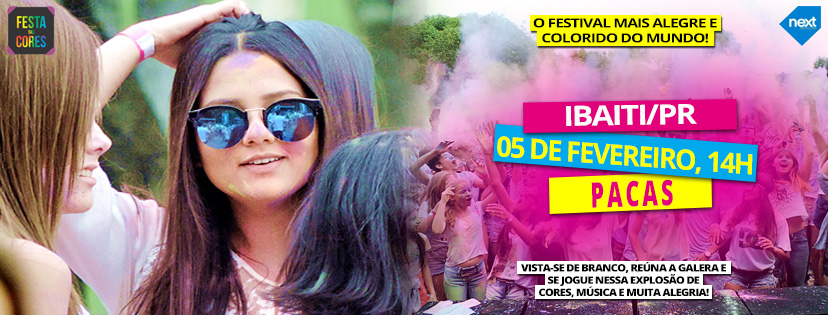 FESTA
DAS
CORES
O FESTIVAL MAIS ALEGRE E
COLORIDO DO MUNDO!
next
IBAITI/PR
05 DE FEVEREIRO, 14H
PACAS
VISTA-SE DE BRANCO, REÚNA A GALERA E
SE JOGUE NESSA EXPLOSÃO DE
CORES, MÚSICA E MUITA ALEGRIA!